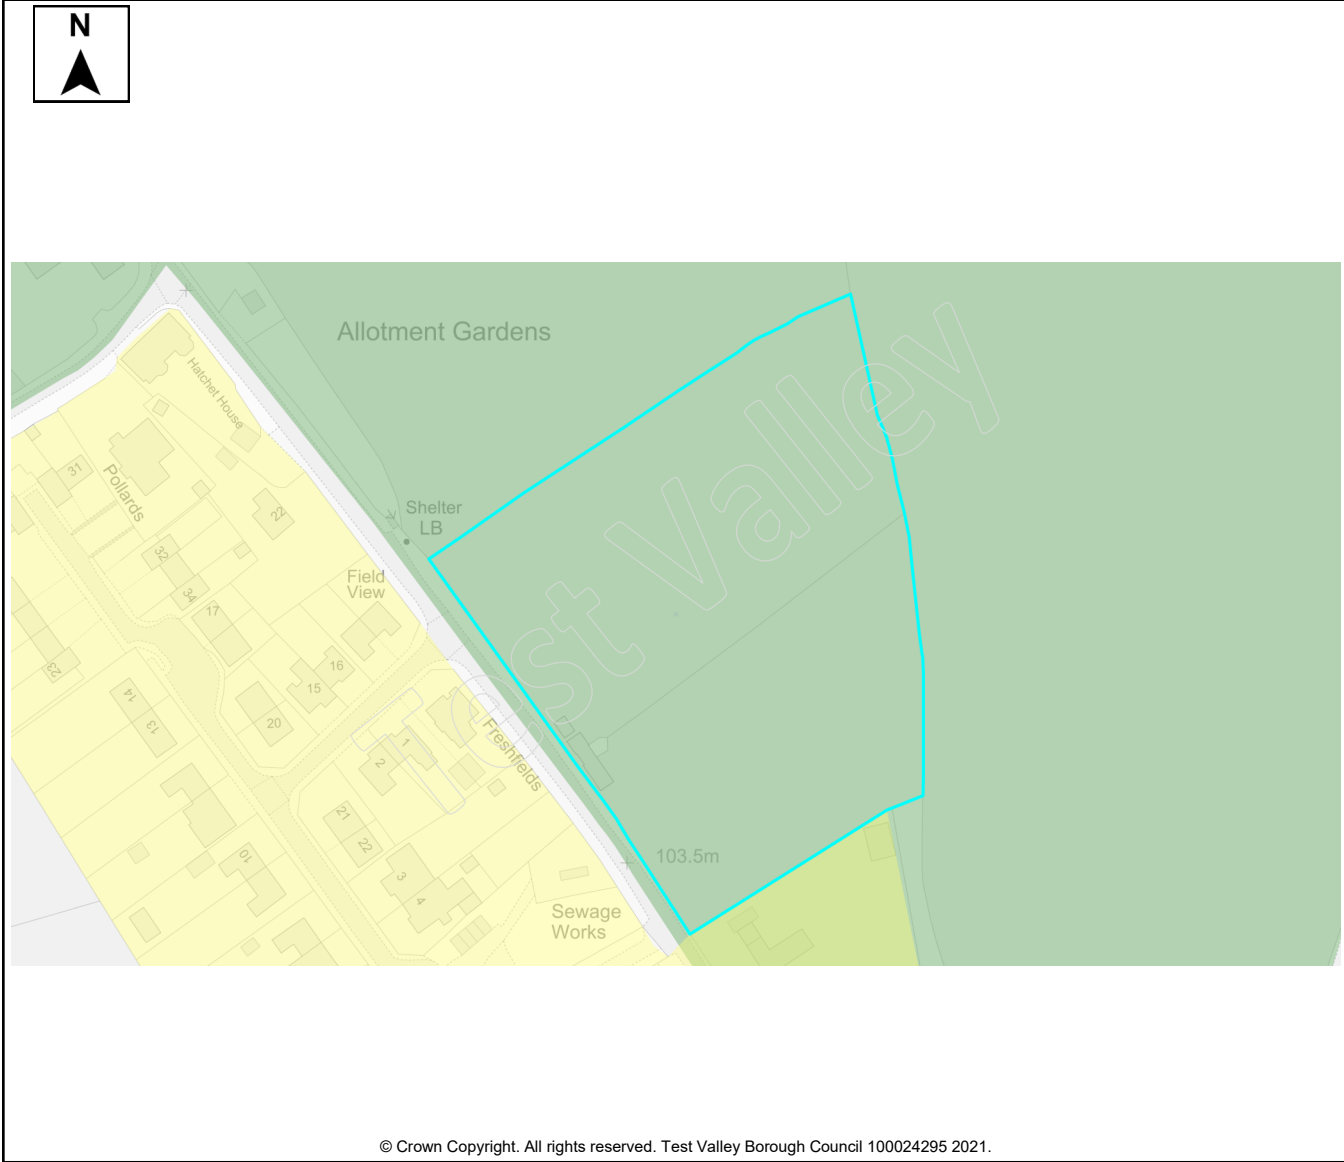 N
Allotment Gardens
Hatchet House
31
Pollards
22
Shelter
LB
32
Field
View
34
17
est Valley
16
15
23
14
13
20
Freshfields
1
2
21
22
103.5m
10
3
4
Sewage
Works
© Crown Copyright. All rights reserved. Test Valley Borough Council 100024295 2021.